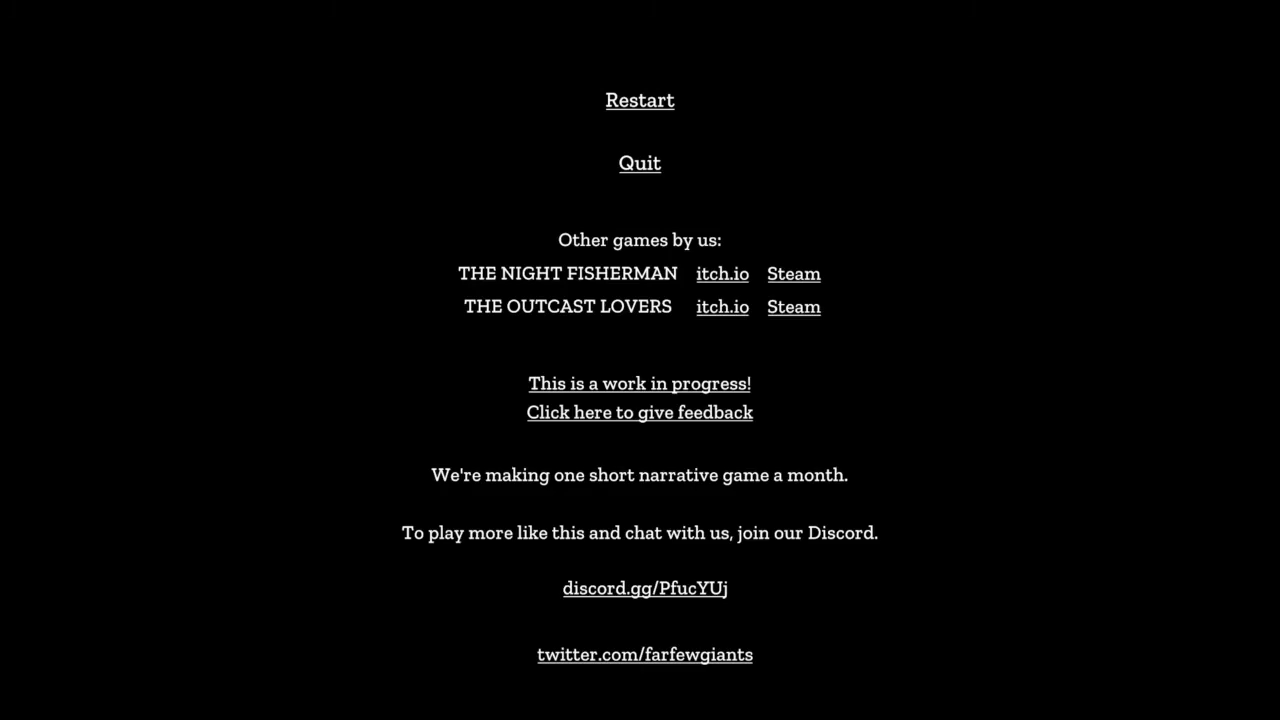 Restart
Quit
Other games by us:
THE NIGHT FISHERMAN itch.io Steam
THE OUTCAST LOVERS itch.io Steam
This is a work in progress!
Click here to give feedback
We're making one short narrative game a month.
To play more like this and chat with us, join our Discord.
discord.gg/PfucYUj
twitter.com/farfewgiants